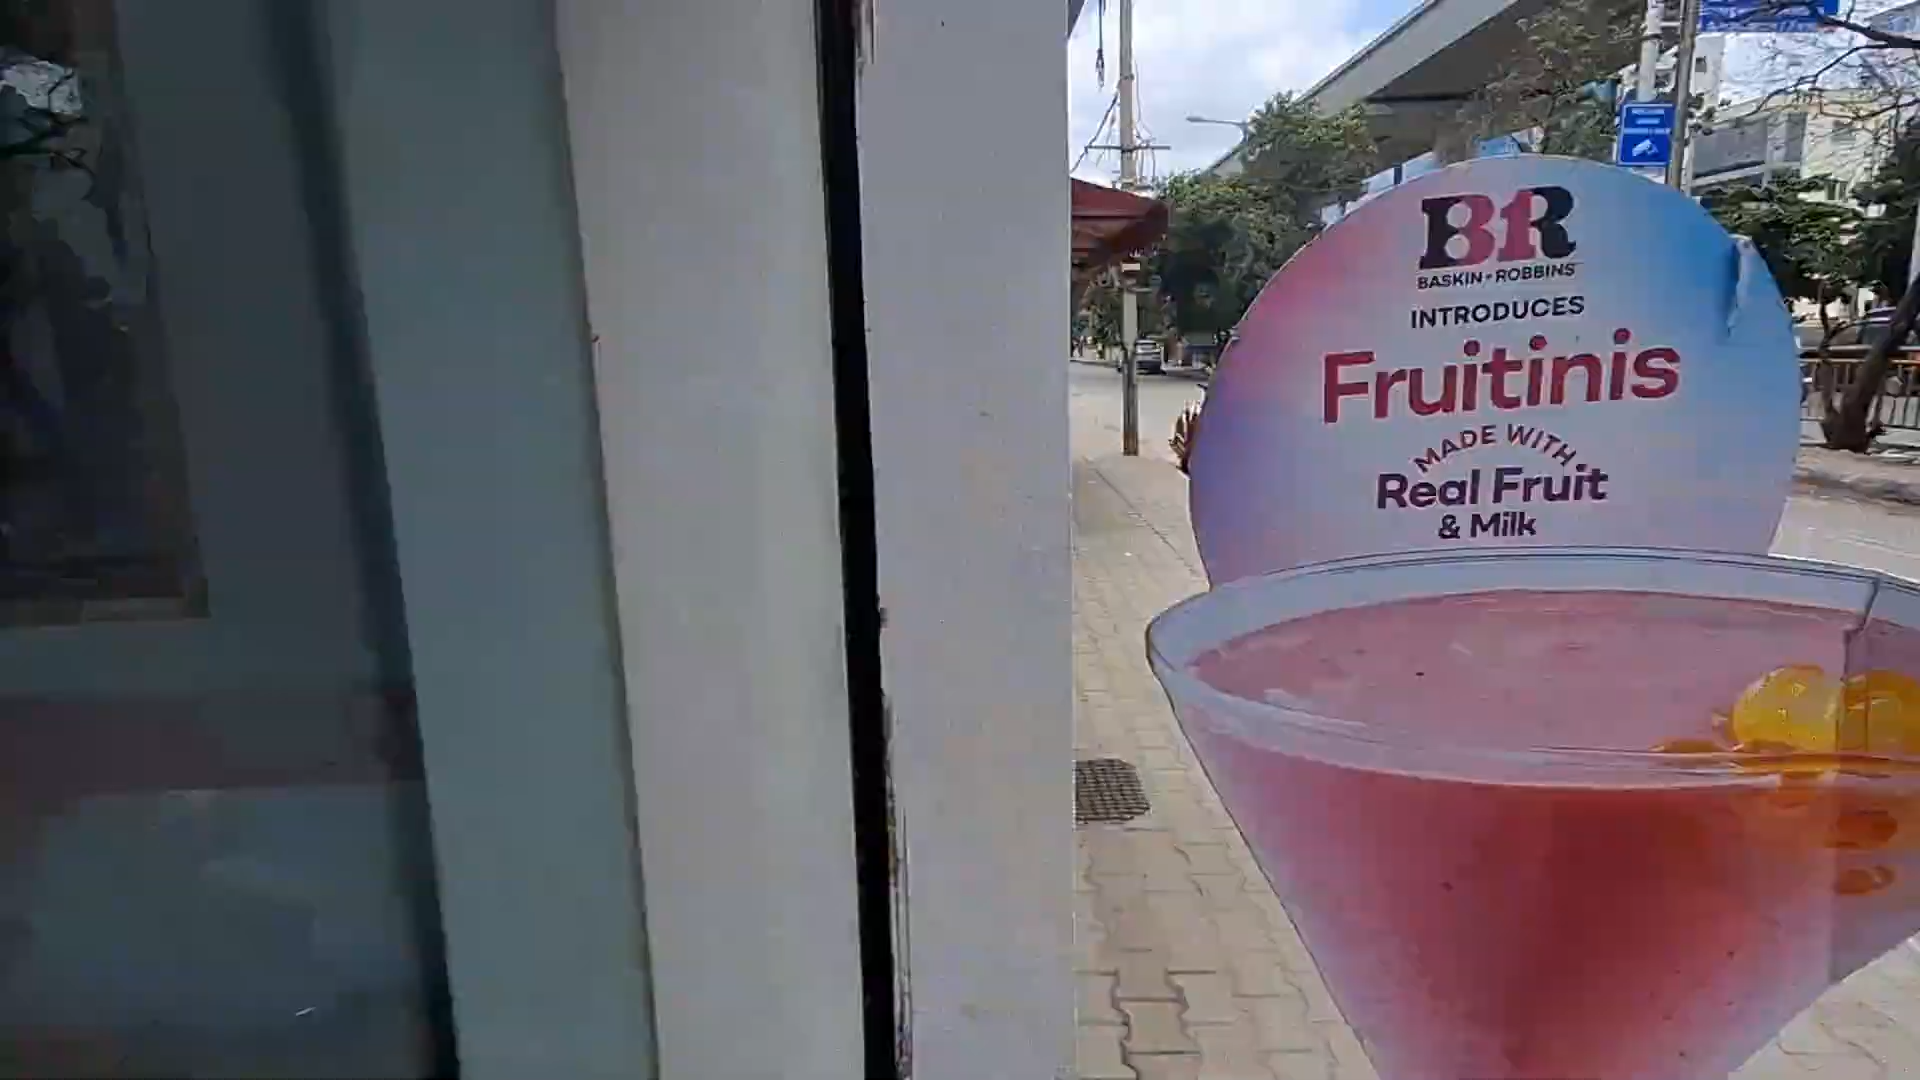 BR
BASKIN-ROBBINS
INTRODUCES
Fruitinis
MADE WITH
Real Fruit
& Milk